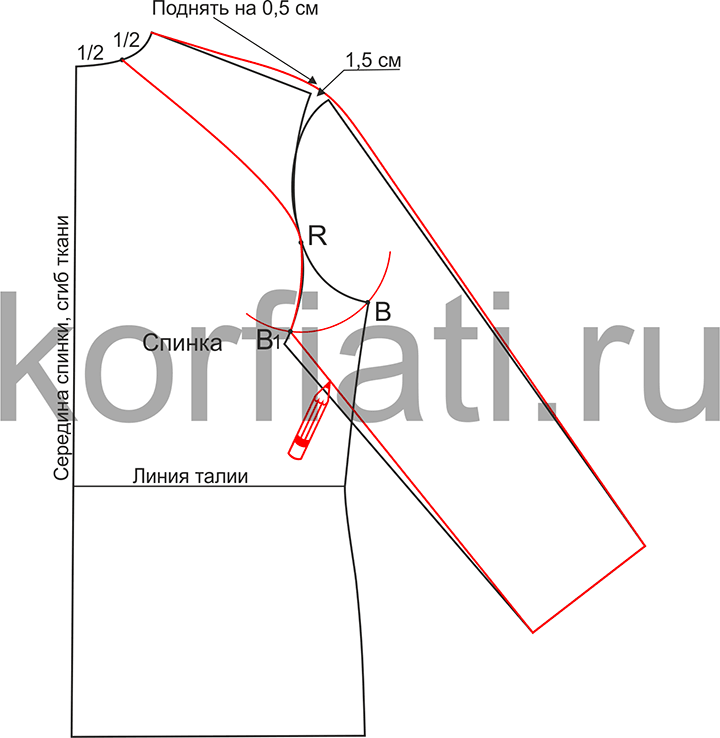 Поднять на 0,5 см
1/2
1/2
1,5 см
R
B
B1
Спинка
Середина спинки, сгиб ткани
Линия талии
korfiati.ru